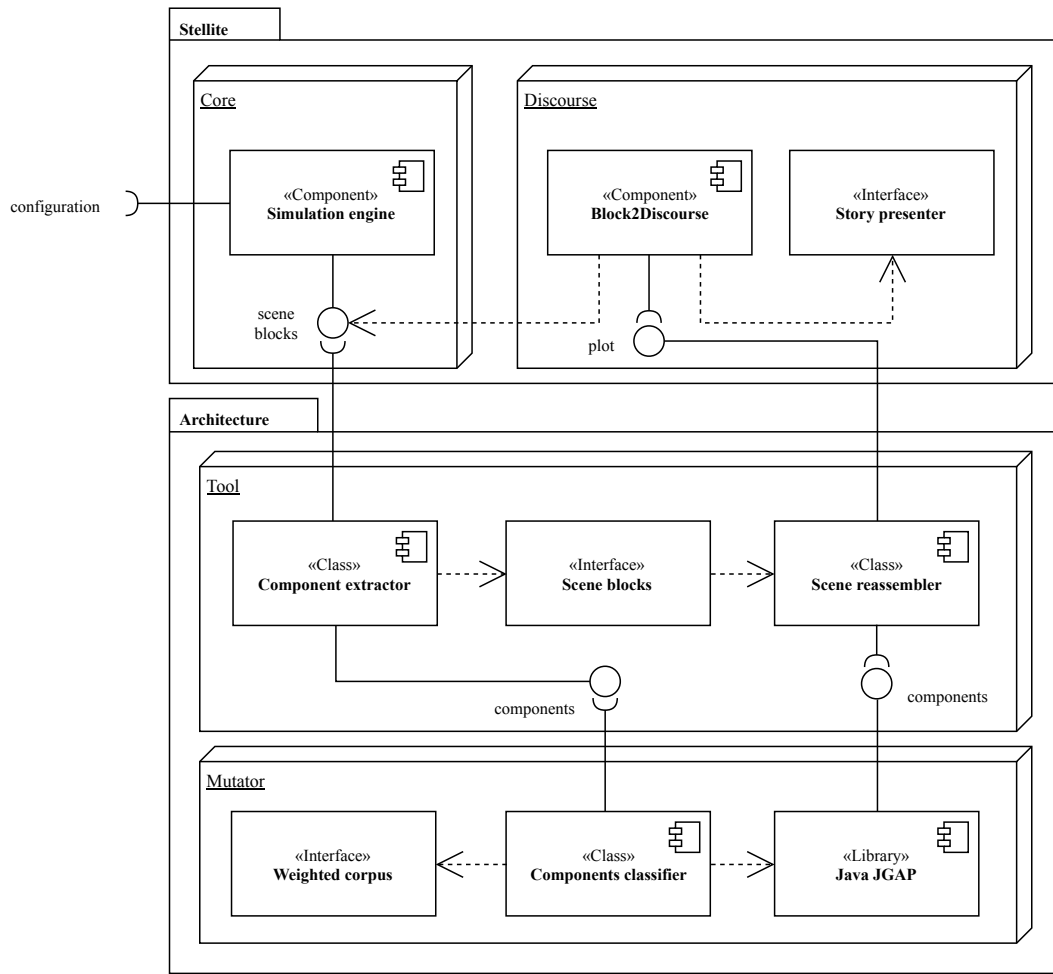 Stellite
Core
Discourse
«Component»
Simulation engine
«Component»
Block2Discourse
«Interface»
Story presenter
configuration
scene
blocks
plot
Architecture
Tool
«Class»
Component extractor
«Interface»
Scene blocks
«Class»
Scene reassembler
components
components
Mutator
«Interface»
Weighted corpus
«Class»
Components classifier
«Library»
Java JGAP